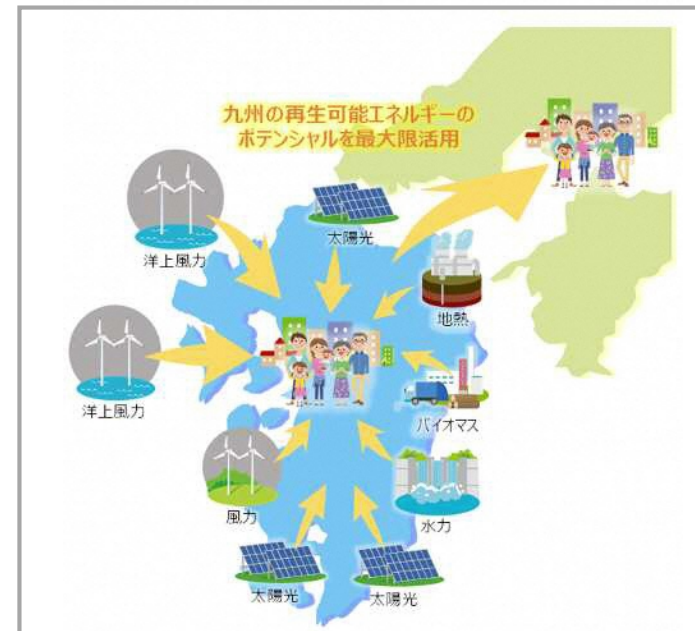 九州の再生可能エネルギーの
ポテンシャルを最大限活用
洋上風力
太陽光
地熱
洋上風力
バイオマス
風力
水力
太陽光
太陽光